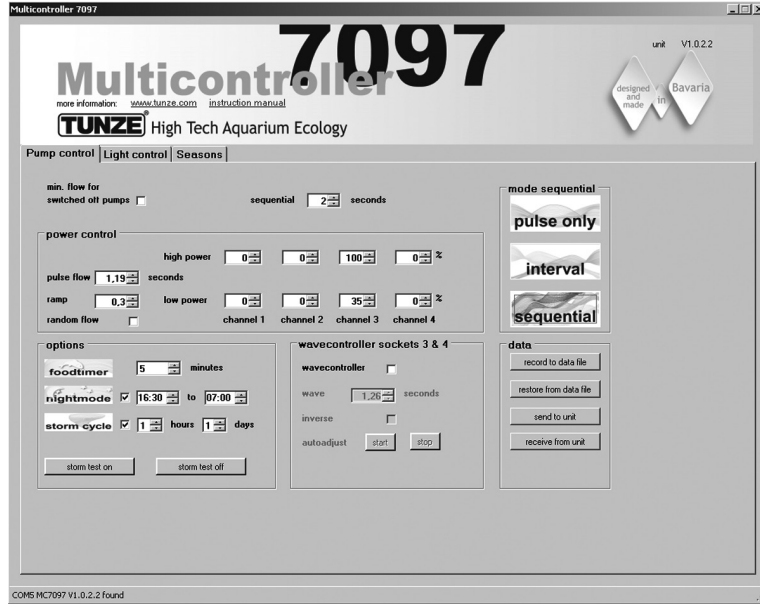 Multicontroller 7097
7097
unit V1.0.2.2
Multicontroller
designed and made in Bavaria
more information: www.tunze.com instruction manual
TUNZE High Tech Aquarium Ecology
Pump control Light control Seasons
min. flow for
switched off pumps
sequential 2 seconds
mode sequential
pulse only
interval
sequential
power control
high power 0 0 100 0 %
pulse flow 1,19 seconds
ramp 0,3 low power 0 0 35 0 %
random flow channel 1 channel 2 channel 3 channel 4
options
foodtimer 5 minutes
nightmode 16:30 to 07:00
storm cycle 1 hours 1 days
storm test on storm test off
wavecontroller sockets 3 & 4
wavecontroller
wave 1,26 seconds
inverse
autoadjust start stop
data
record to data file
restore from data file
send to unit
receive from unit
COM5 MC7097 V1.0.2.2 found